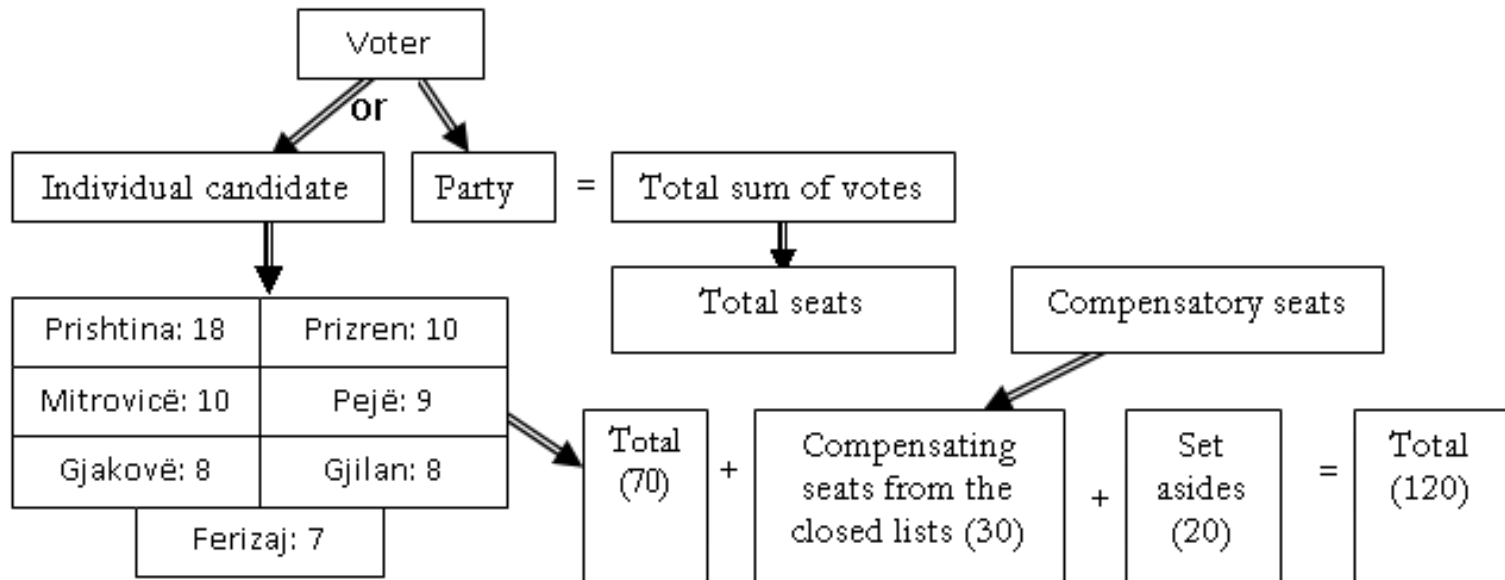 Voter
or
Individual candidate
Party
=
Total sum of votes
Total seats
Compensatory seats
Prishtina: 18
Prizren: 10
Mitrovicë: 10
Pejë: 9
Gjakovë: 8
Gjilan: 8
Ferizaj: 7
Total
(70)
+
Compensating
seats from the
closed lists (30)
+
Set
asides
(20)
=
Total
(120)